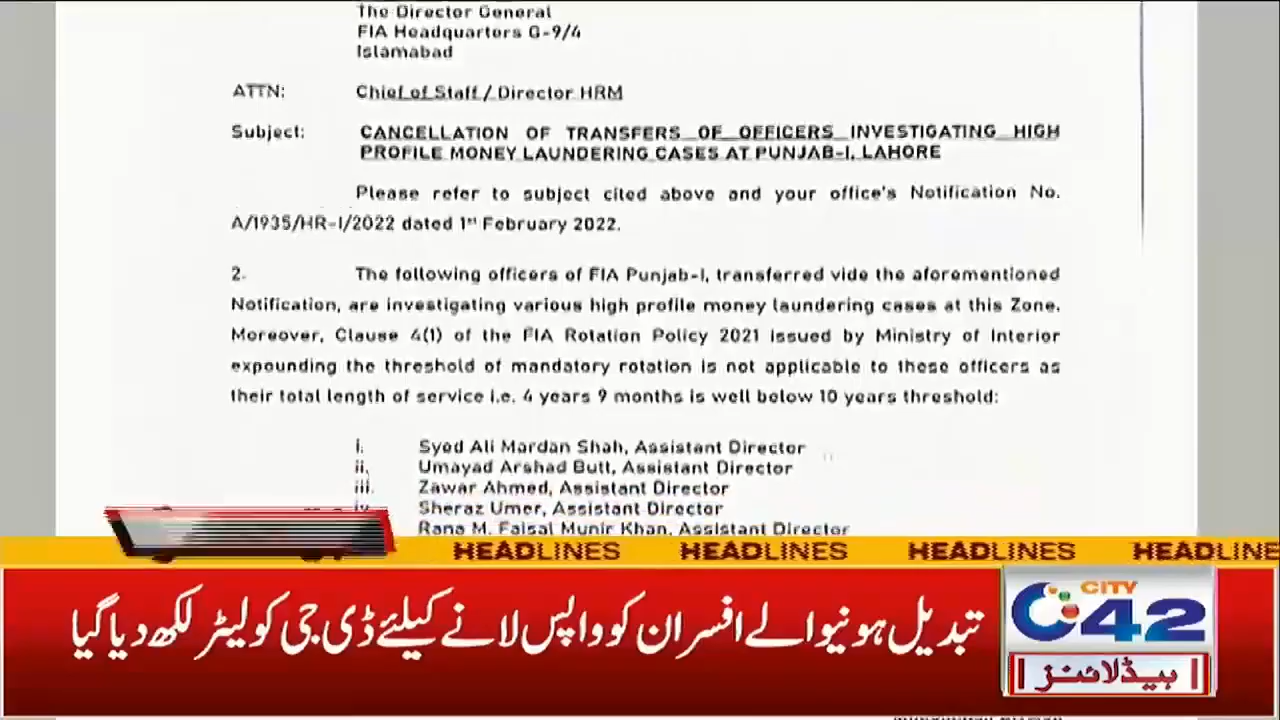 The Director General
FIA Headquarters G-9/4
Islamabad
ATTN: Chief of Staff / Director HRM
Subject: CANCELLATION OF TRANSFERS OF OFFICERS INVESTIGATING HIGH
PROFILE MONEY LAUNDERING CASES AT PUNJAB-I, LAHORE
Please refer to subject cited above and your office's Notification No.
A/1935/HR-I/2022 dated 1st February 2022.
2. The following officers of FIA Punjab-I, transferred vide the aforementioned
Notification, are investigating various high profile money laundering cases at this Zone.
Moreover, Clause 4(1) of the FIA Rotation Policy 2021 issued by Ministry of Interior
expounding the threshold of mandatory rotation is not applicable to these officers as
their total length of service i.e. 4 years 9 months is well below 10 years threshold:
i. Syed Ali Mardan Shah, Assistant Director
ii. Umayad Arshad Butt, Assistant Director
iii. Zawar Ahmed, Assistant Director
iv. Sheraz Umer, Assistant Director
Rana M. Faisal Munir Khan, Assistant Director
HEADLINES HEADLINES HEADLINES HEADLINE
تبدیل ہونیوالے افسران کو واپس لانے کیلئے ڈی جی کو لیٹر لکھ دیا گیا
CITY
42
ہیڈلائنز